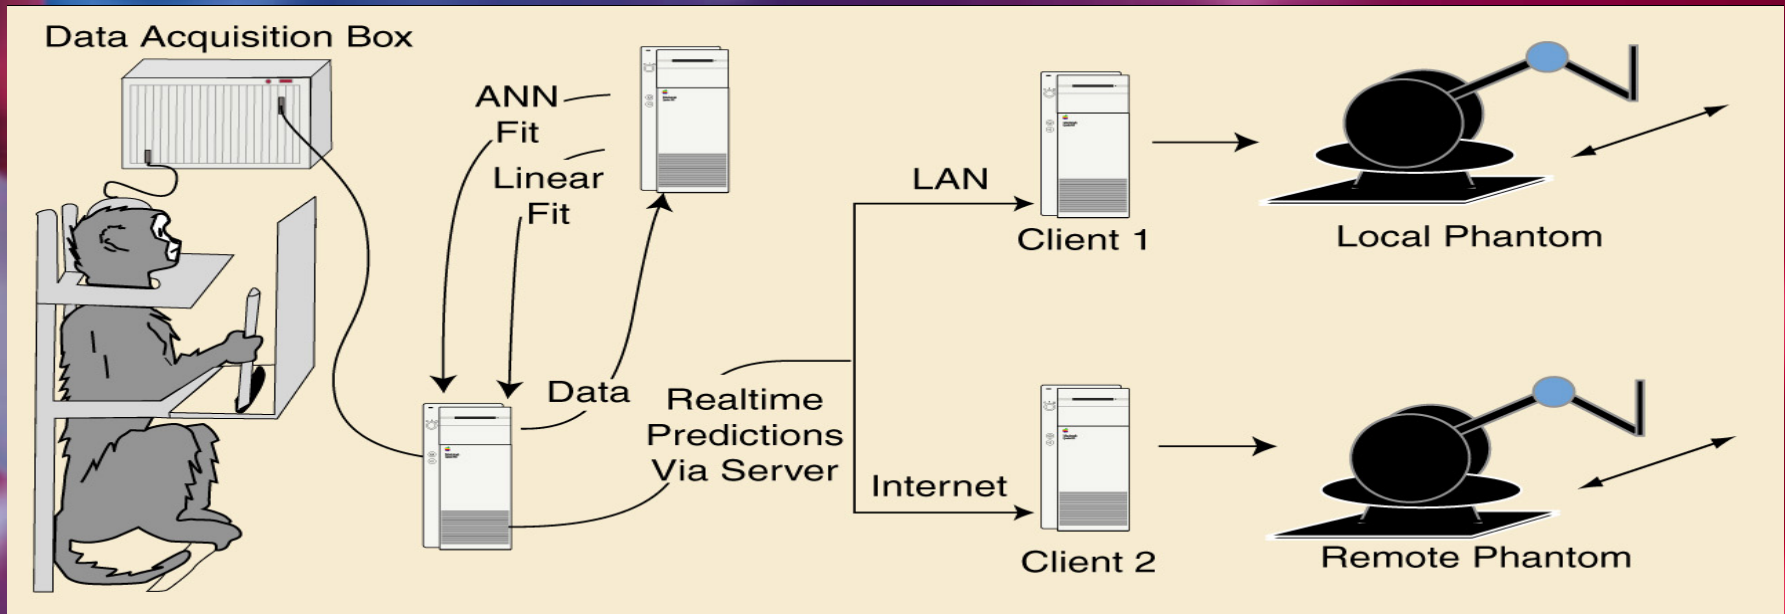 Data Acquisition Box
ANN
Fit
Linear
Fit
Data
Realtime
Predictions
Via Server
LAN
Internet
Client 1
Client 2
Local Phantom
Remote Phantom